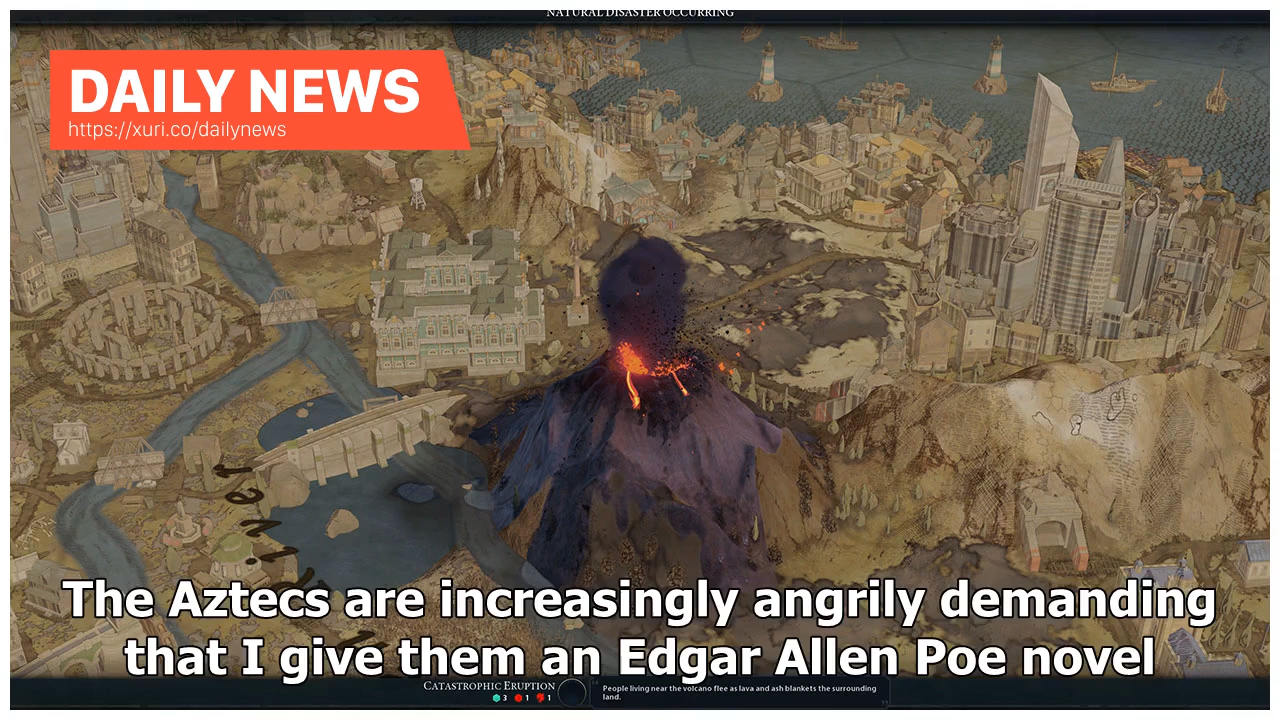 NATURAL DISASTER OCCURRING
DAILY NEWS
https://xuri.co/dailynews
The Aztecs are increasingly angrily demanding
that I give them an Edgar Allen Poe novel
CATASTROPHIC ERUPTION
3 1 1
People living near the volcano flee as lava and ash blankets the surrounding
land.